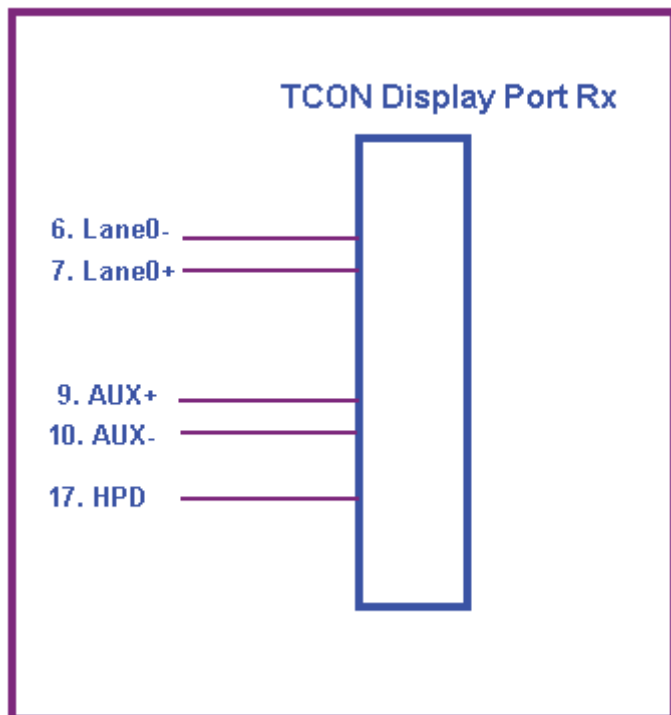 TCON Display Port Rx
6. Lane0-
7. Lane0+
9. AUX+
10. AUX-
17. HPD